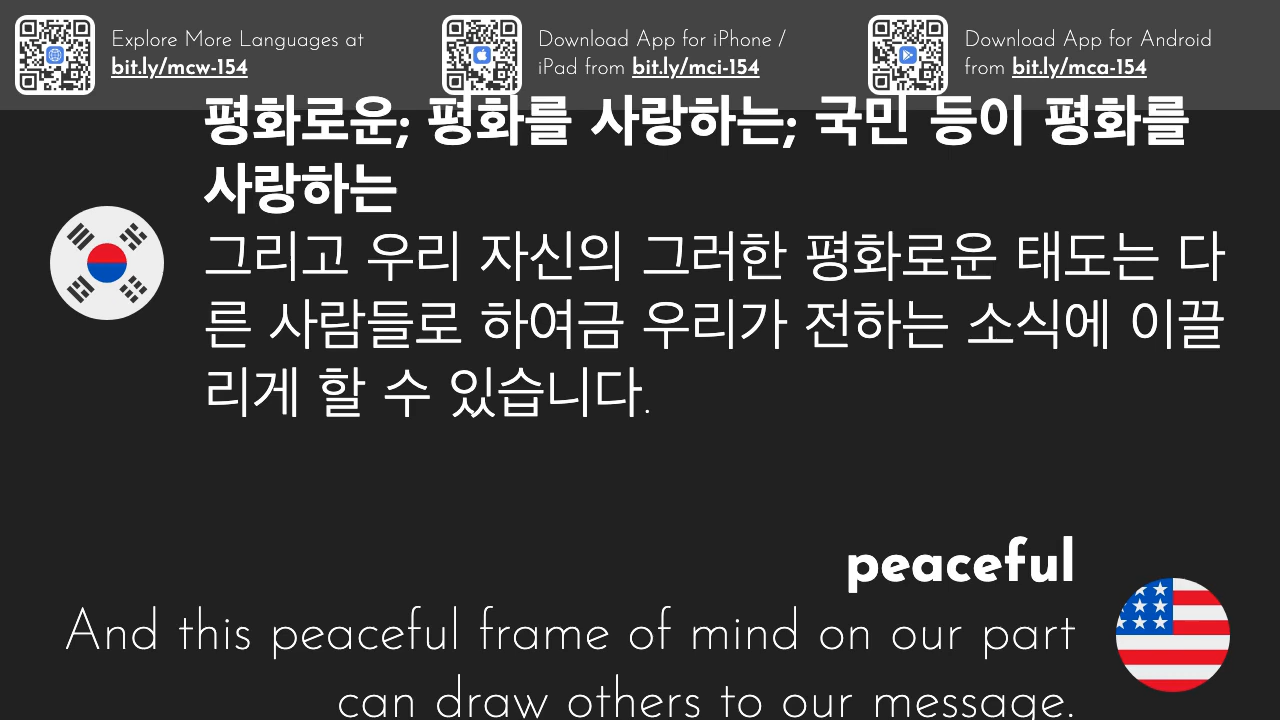 Explore More Languages at
bit.ly/mcw-154
Download App for iPhone /
iPad from bit.ly/mci-154
Download App for Android
from bit.ly/mca-154
평화로운; 평화를 사랑하는; 국민 등이 평화를
사랑하는
그리고 우리 자신의 그러한 평화로운 태도는 다
른 사람들로 하여금 우리가 전하는 소식에 이끌
리게 할 수 있습니다.
peaceful
And this peaceful frame of mind on our part
can draw others to our message.